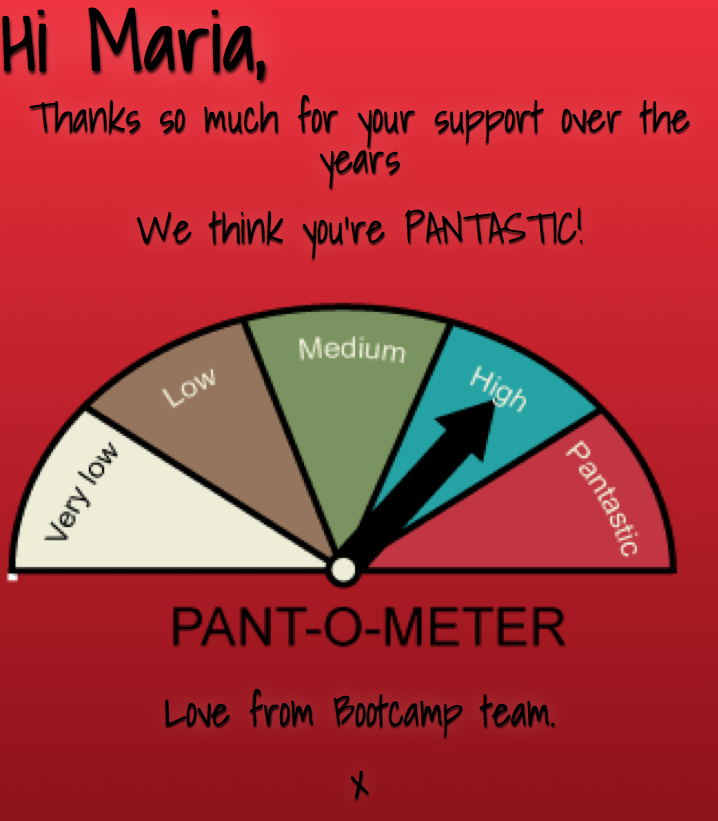 Hi Maria,
Thanks so much for your support over the
years
We think you're PANTASTIC!
Very low
Low
Medium
High
Pantastic
PANT-O-METER
Love from Bootcamp team.
x